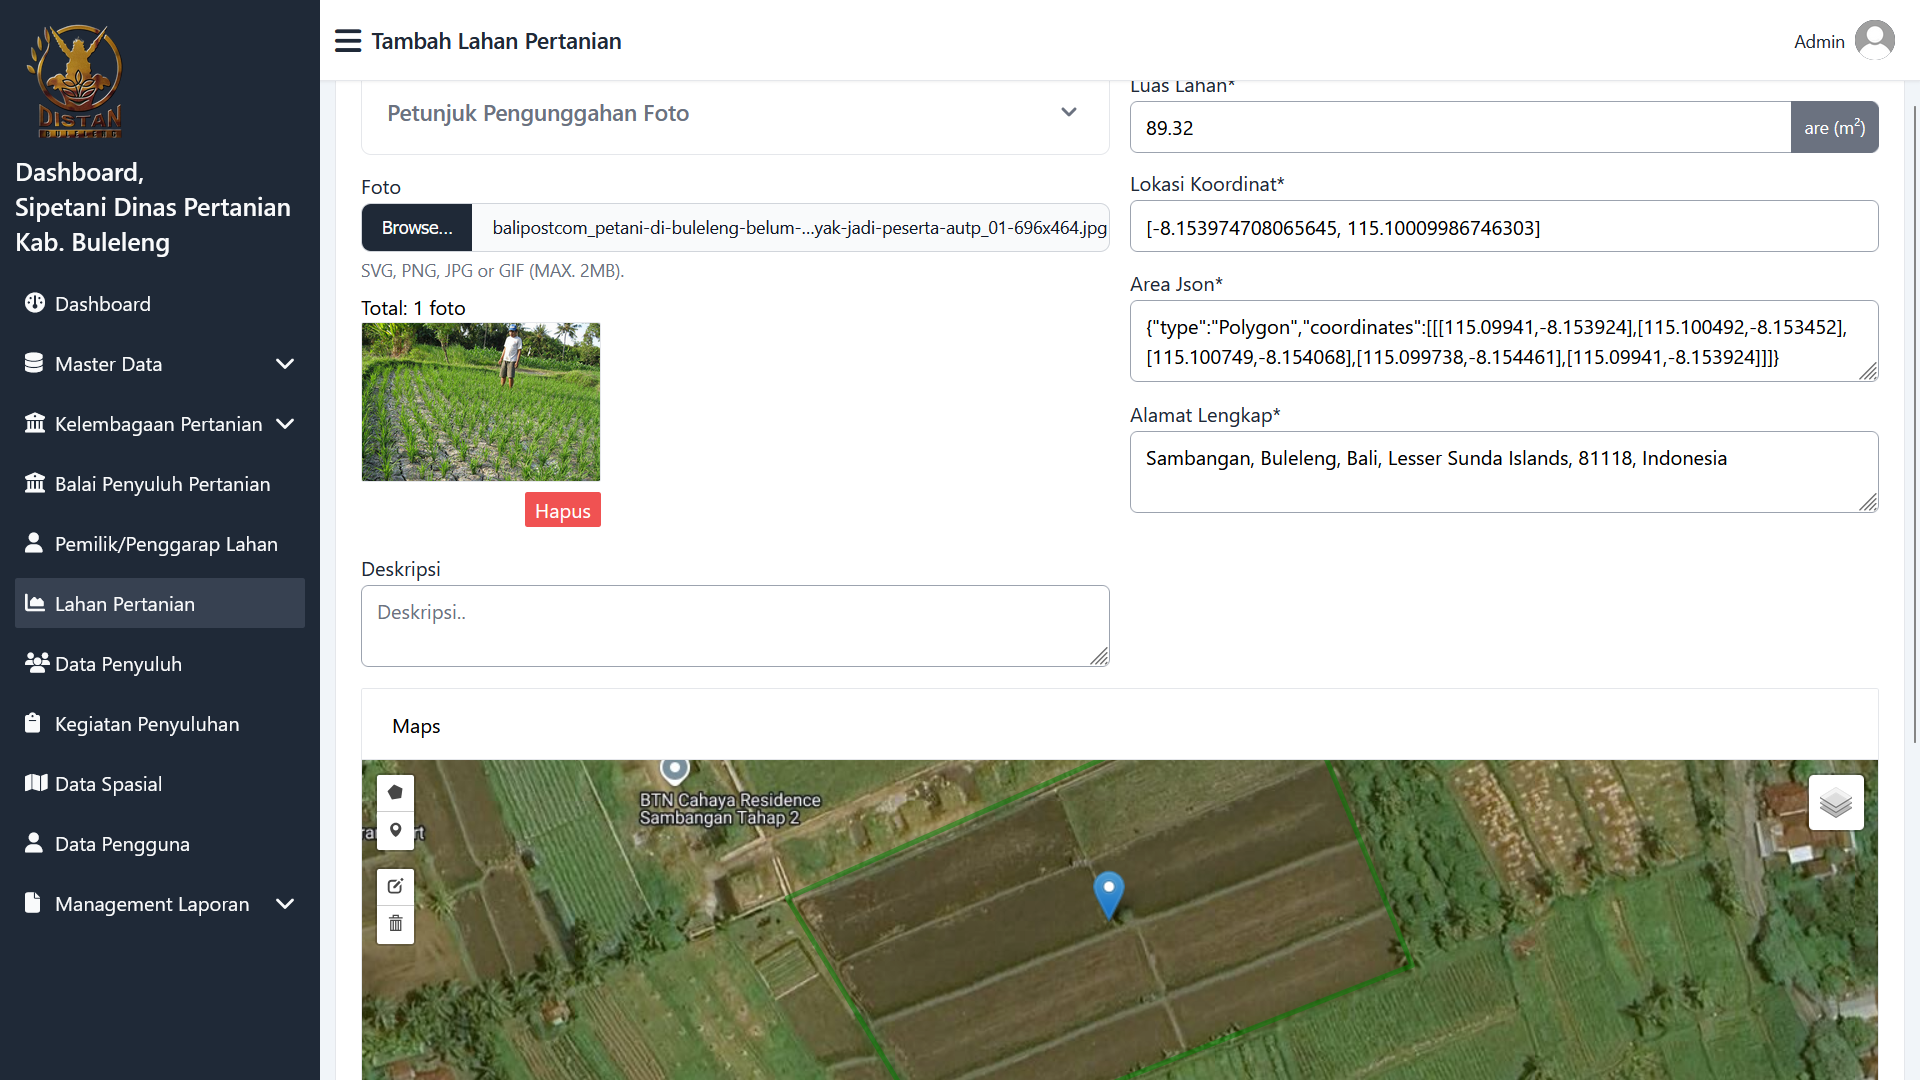 DISTAN
BULELENG
Dashboard,
Sipetani Dinas Pertanian
Kab. Buleleng
Dashboard
Master Data
Kelembagaan Pertanian
Balai Penyuluh Pertanian
Pemilik/Penggarap Lahan
Lahan Pertanian
Data Penyuluh
Kegiatan Penyuluhan
Data Spasial
Data Pengguna
Management Laporan
Tambah Lahan Pertanian
Admin
Petunjuk Pengunggahan Foto
Foto
Browse... balipostcom_petani-di-buleleng-belum-...yak-jadi-peserta-autp_01-696x464.jpg
SVG, PNG, JPG or GIF (MAX. 2MB).
Total: 1 foto
Hapus
Deskripsi
Deskripsi..
Luas Lahan*
89.32 are (m²)
Lokasi Koordinat*
[-8.153974708065645, 115.10009986746303]
Area Json*
{"type":"Polygon","coordinates":[[[115.09941,-8.153924],[115.100492,-8.153452],
[115.100749,-8.154068],[115.099738,-8.154461],[115.09941,-8.153924]]]}
Alamat Lengkap*
Sambangan, Buleleng, Bali, Lesser Sunda Islands, 81118, Indonesia
Maps
BTN Cahaya Residence
Sambangan Tahap 2